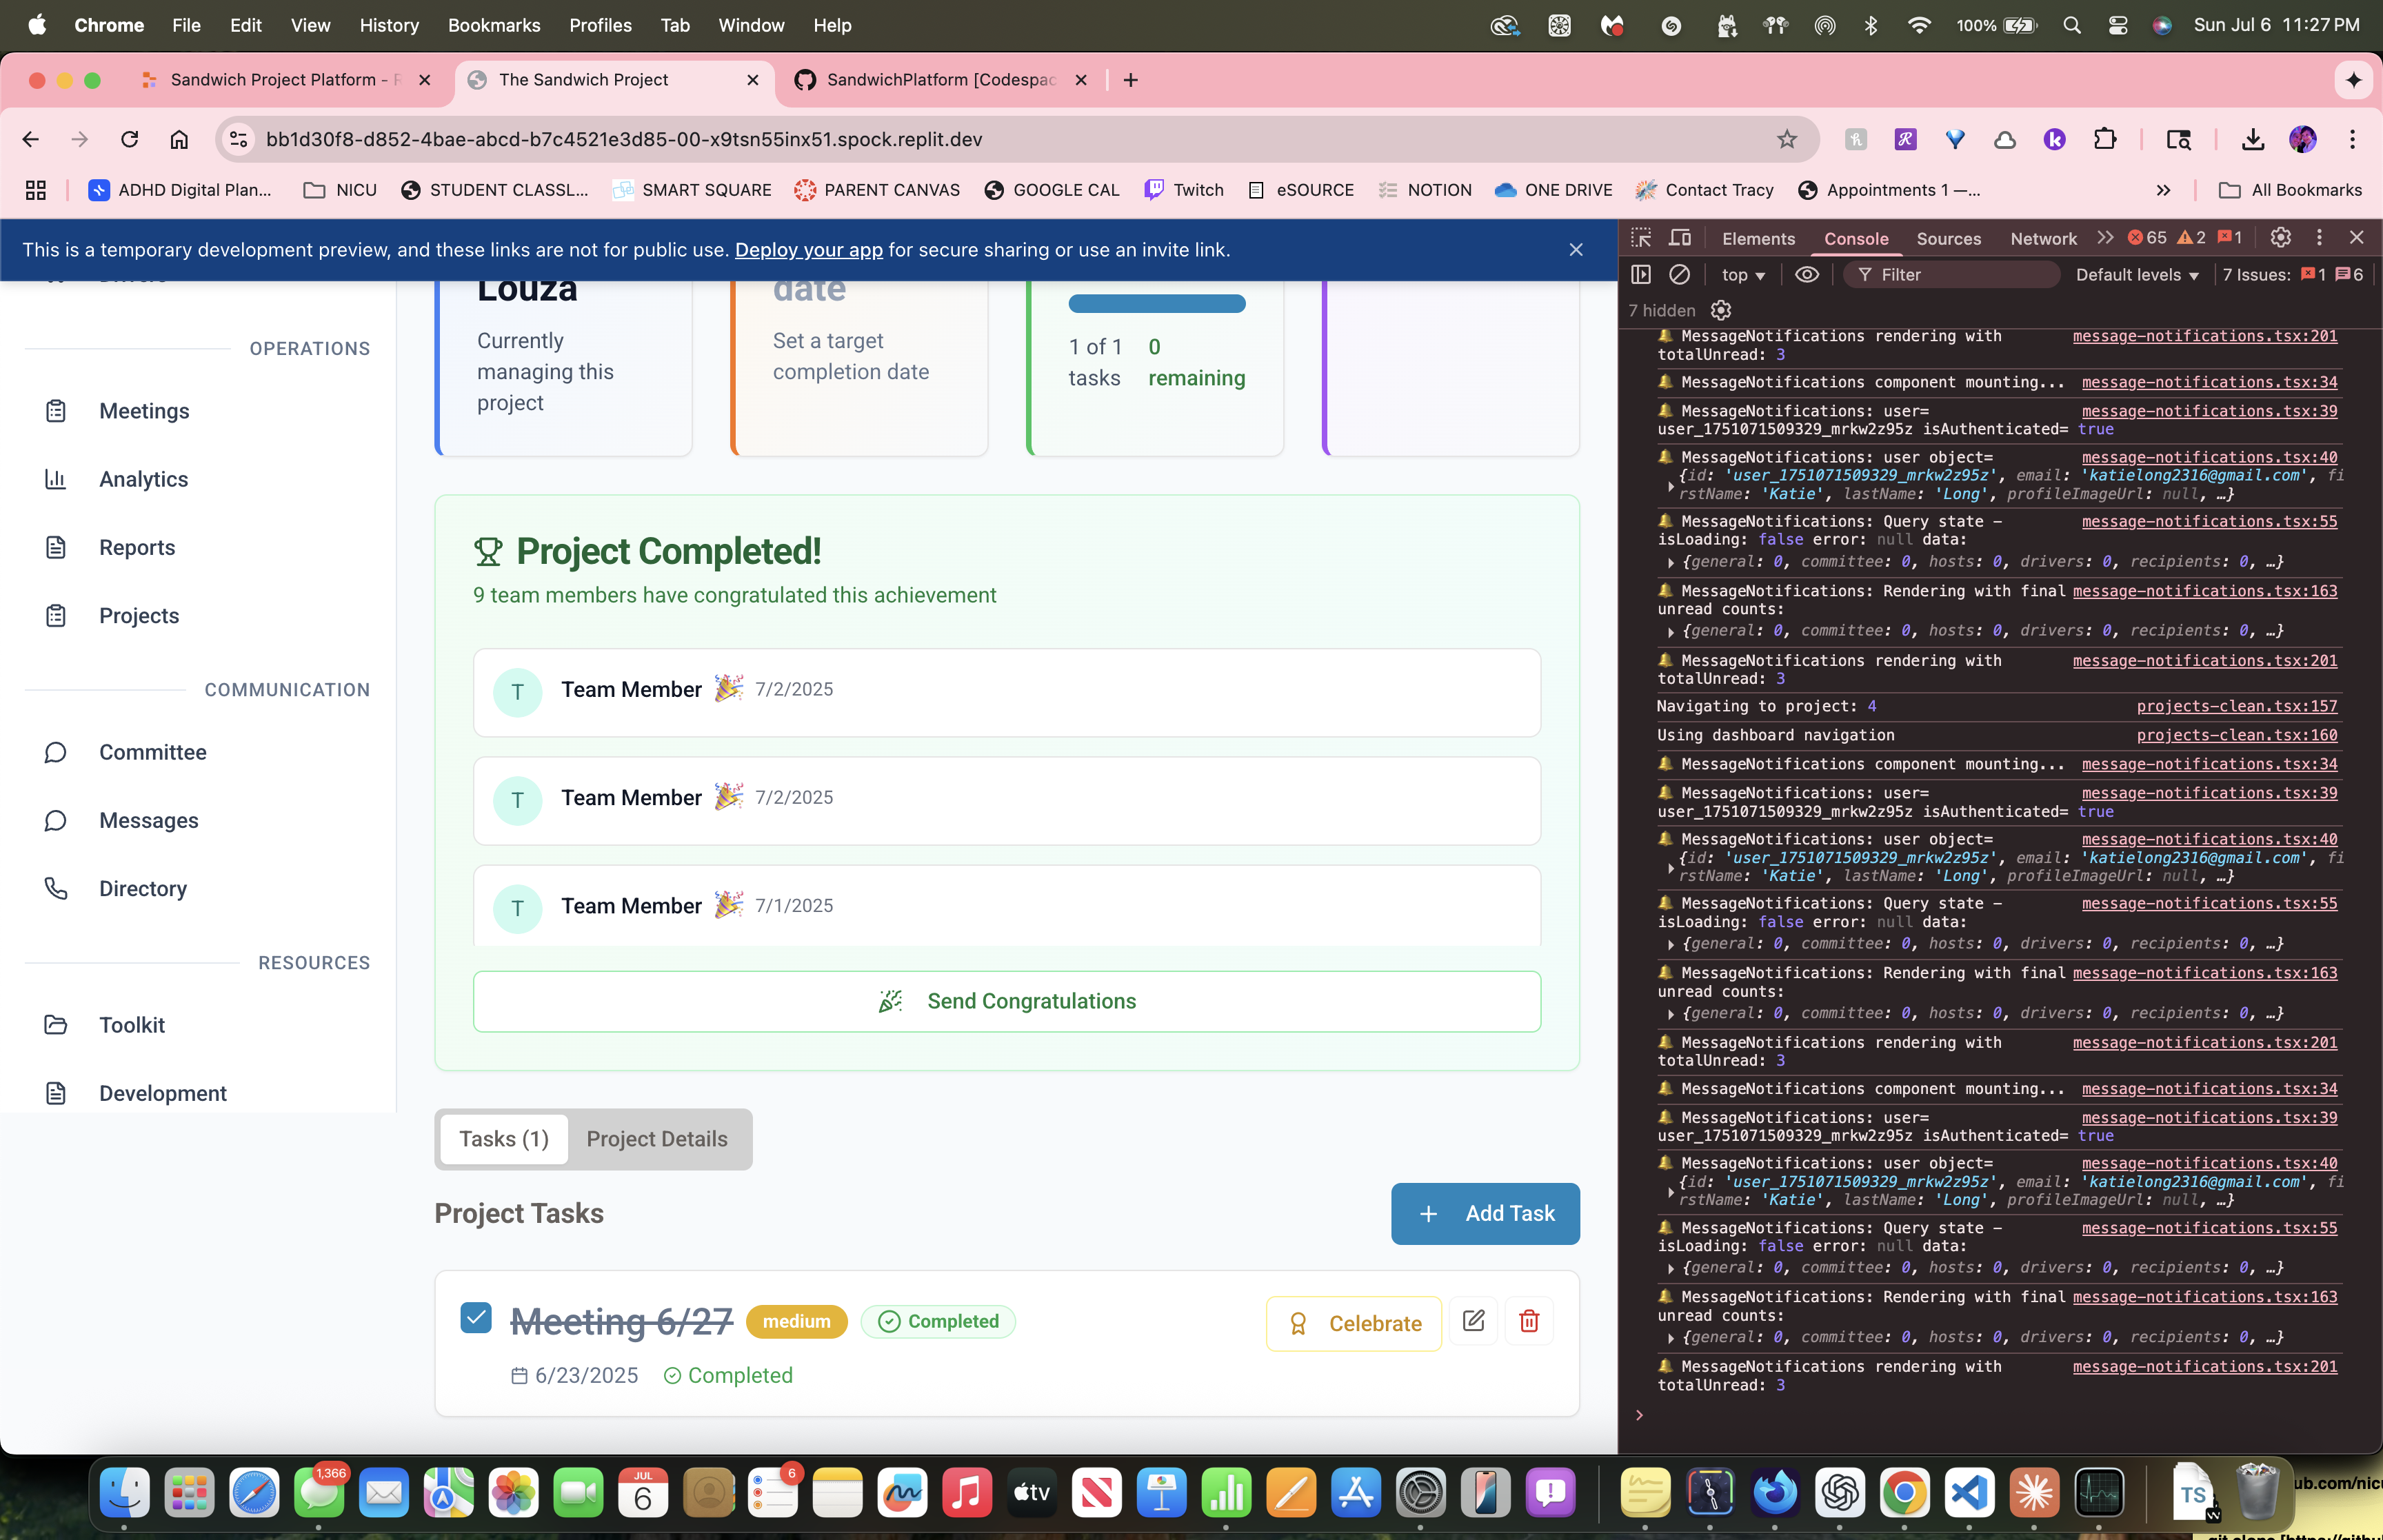 Chrome File Edit View History Bookmarks Profiles Tab Window Help 100% Sun Jul 6 11:27 PM
Sandwich Project Platform - R The Sandwich Project SandwichPlatform [Codespac
bb1d30f8-d852-4bae-abcd-b7c4521e3d85-00-x9tsn55inx51.spock.replit.dev
ADHD Digital Plan... NICU STUDENT CLASSL... SMART SQUARE PARENT CANVAS GOOGLE CAL Twitch eSOURCE NOTION ONE DRIVE Contact Tracy Appointments 1 —... » All Bookmarks
This is a temporary development preview, and these links are not for public use. Deploy your app for secure sharing or use an invite link.
OPERATIONS
Meetings
Analytics
Reports
Projects
COMMUNICATION
Committee
Messages
Directory
RESOURCES
Toolkit
Development
Louza
Currently
managing this
project
date
Set a target
completion date
1 of 1 0
tasks remaining
Project Completed!
9 team members have congratulated this achievement
T Team Member 🎉 7/2/2025
T Team Member 🎉 7/2/2025
T Team Member 🎉 7/1/2025
Send Congratulations
Tasks (1) Project Details
Project Tasks
+ Add Task
Meeting 6/27 medium Completed Celebrate
6/23/2025 Completed
Elements Console Sources Network » 65 2 1
top Filter Default levels 7 Issues: 1 6
7 hidden
🔔 MessageNotifications rendering with message-notifications.tsx:201
totalUnread: 3
🔔 MessageNotifications component mounting... message-notifications.tsx:34
🔔 MessageNotifications: user= message-notifications.tsx:39
user_1751071509329_mrkw2z95z isAuthenticated= true
🔔 MessageNotifications: user object= message-notifications.tsx:40
{id: 'user_1751071509329_mrkw2z95z', email: 'katielong2316@gmail.com', fi
rstName: 'Katie', lastName: 'Long', profileImageUrl: null, …}
🔔 MessageNotifications: Query state - message-notifications.tsx:55
isLoading: false error: null data:
{general: 0, committee: 0, hosts: 0, drivers: 0, recipients: 0, …}
🔔 MessageNotifications: Rendering with final message-notifications.tsx:163
unread counts:
{general: 0, committee: 0, hosts: 0, drivers: 0, recipients: 0, …}
🔔 MessageNotifications rendering with message-notifications.tsx:201
totalUnread: 3
Navigating to project: 4 projects-clean.tsx:157
Using dashboard navigation projects-clean.tsx:160
🔔 MessageNotifications component mounting... message-notifications.tsx:34
🔔 MessageNotifications: user= message-notifications.tsx:39
user_1751071509329_mrkw2z95z isAuthenticated= true
🔔 MessageNotifications: user object= message-notifications.tsx:40
{id: 'user_1751071509329_mrkw2z95z', email: 'katielong2316@gmail.com', fi
rstName: 'Katie', lastName: 'Long', profileImageUrl: null, …}
🔔 MessageNotifications: Query state - message-notifications.tsx:55
isLoading: false error: null data:
{general: 0, committee: 0, hosts: 0, drivers: 0, recipients: 0, …}
🔔 MessageNotifications: Rendering with final message-notifications.tsx:163
unread counts:
{general: 0, committee: 0, hosts: 0, drivers: 0, recipients: 0, …}
🔔 MessageNotifications rendering with message-notifications.tsx:201
totalUnread: 3
🔔 MessageNotifications component mounting... message-notifications.tsx:34
🔔 MessageNotifications: user= message-notifications.tsx:39
user_1751071509329_mrkw2z95z isAuthenticated= true
🔔 MessageNotifications: user object= message-notifications.tsx:40
{id: 'user_1751071509329_mrkw2z95z', email: 'katielong2316@gmail.com', fi
rstName: 'Katie', lastName: 'Long', profileImageUrl: null, …}
🔔 MessageNotifications: Query state - message-notifications.tsx:55
isLoading: false error: null data:
{general: 0, committee: 0, hosts: 0, drivers: 0, recipients: 0, …}
🔔 MessageNotifications: Rendering with final message-notifications.tsx:163
unread counts:
{general: 0, committee: 0, hosts: 0, drivers: 0, recipients: 0, …}
🔔 MessageNotifications rendering with message-notifications.tsx:201
totalUnread: 3
1,366 JUL 6 6 tv TS
ub.com/nicu